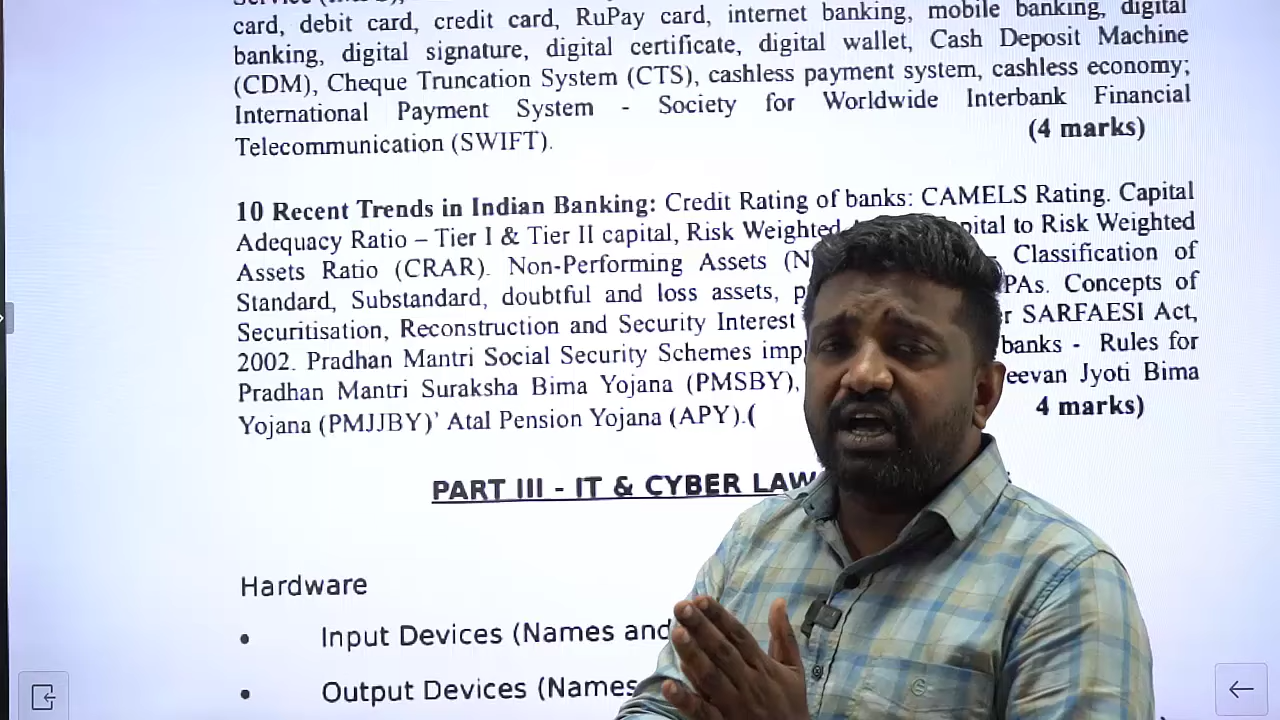 card, debit card, credit card, RuPay card, internet banking, mobile banking, digital
banking, digital signature, digital certificate, digital wallet, Cash Deposit Machine
(CDM), Cheque Truncation System (CTS), cashless payment system, cashless economy;
International Payment System - Society for Worldwide Interbank Financial
Telecommunication (SWIFT).
(4 marks)
10 Recent Trends in Indian Banking: Credit Rating of banks: CAMELS Rating. Capital
Adequacy Ratio – Tier I & Tier II capital, Risk Weighted to Risk Weighted
Assets Ratio (CRAR). Non-Performing Assets Classification of
Standard, Substandard, doubtful and loss assets, PAs. Concepts of
Securitisation, Reconstruction and Security Interest SARFAESI Act,
2002. Pradhan Mantri Social Security Schemes banks - Rules for
Pradhan Mantri Suraksha Bima Yojana (PMSBY), Jyoti Bima
Yojana (PMJJBY)’ Atal Pension Yojana (APY).( 4 marks)
PART III - IT & CYBER LAW
Hardware
• Input Devices (Names and
• Output Devices (Names